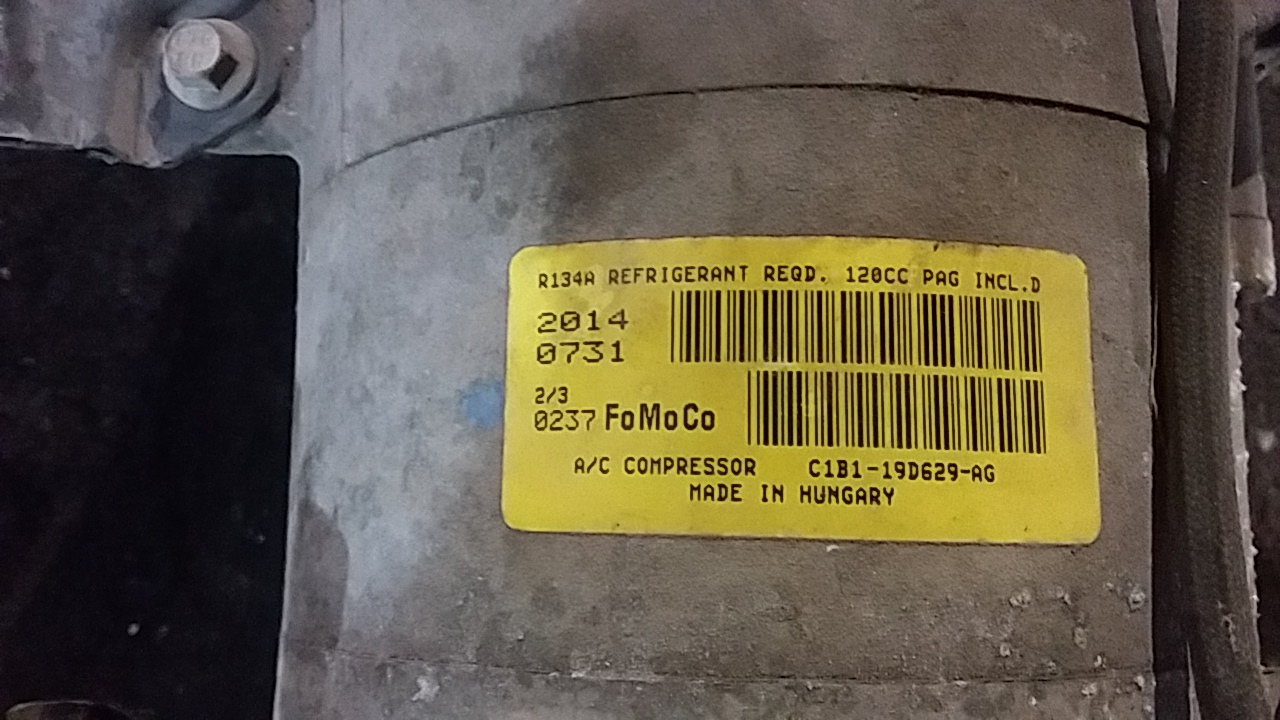 R134A REFRIGERANT REQD. 120CC PAG INCL.D
2014
0731
2/3
0237 FoMoCo
A/C COMPRESSOR C1B1-19D629-AG
MADE IN HUNGARY